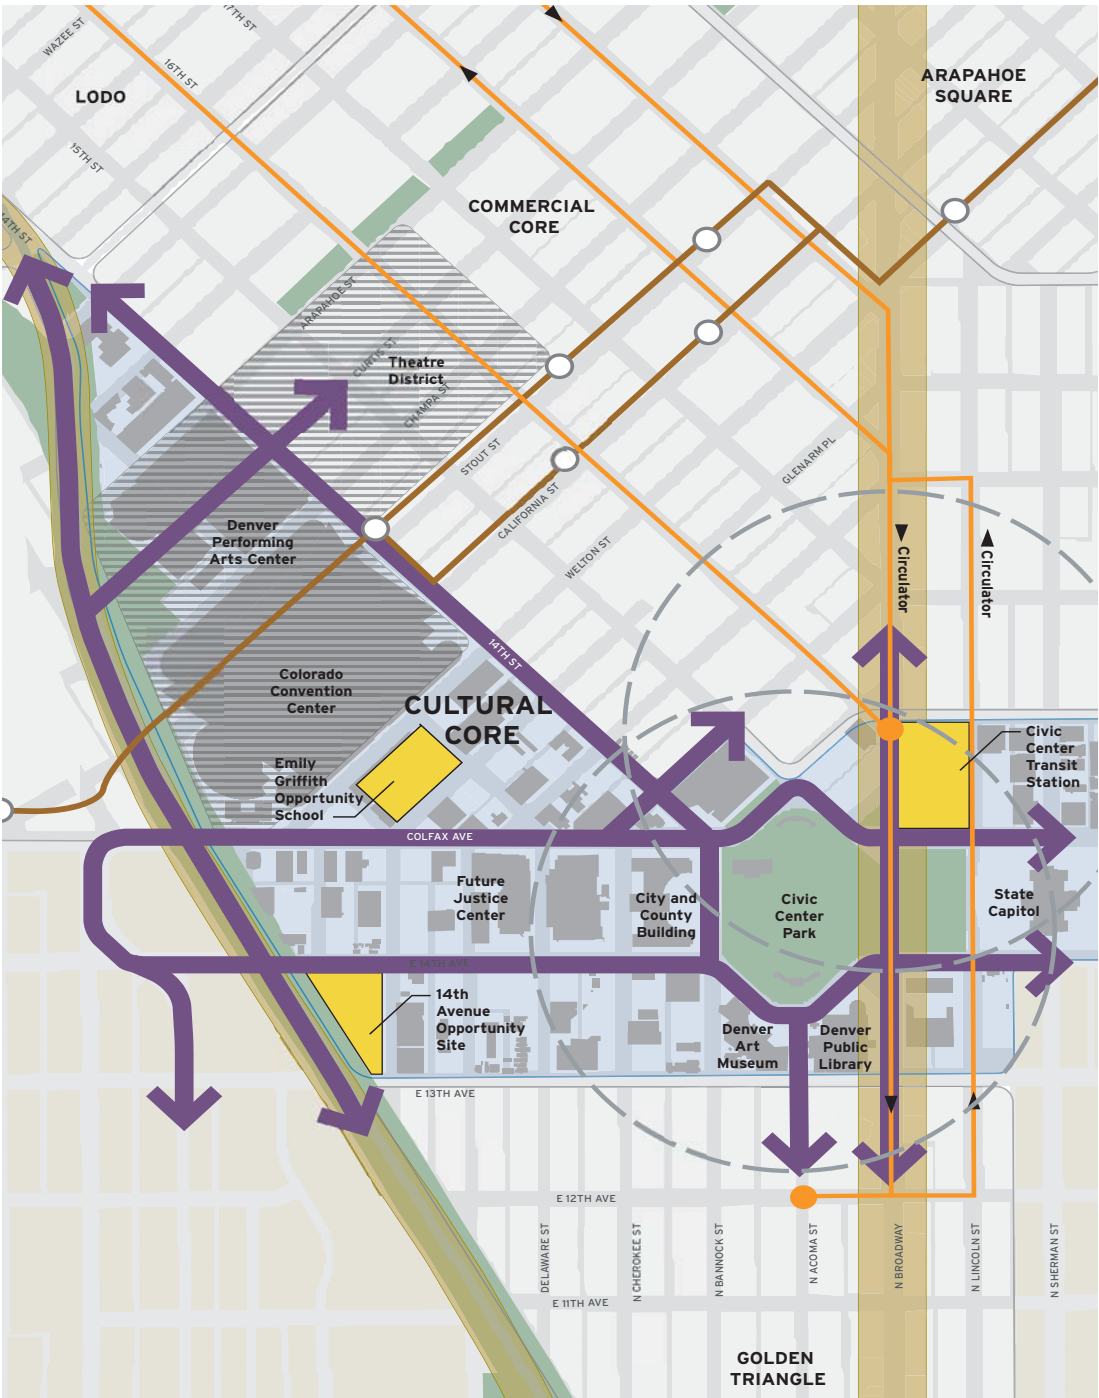 WAZEE ST
17TH ST
16TH ST
LODO
15TH ST
14TH ST
ARAPAHOE
SQUARE
COMMERCIAL
CORE
ARAPAHOE ST
CURTIS ST
Theatre
District
CHAMPA ST
STOUT ST
CALIFORNIA ST
WELTON ST
GLENARM PL
Denver
Performing
Arts Center
Circulator
Circulator
14TH ST
Colorado
Convention
Center
CULTURAL
CORE
Emily
Griffith
Opportunity
School
Civic
Center
Transit
Station
COLFAX AVE
Future
Justice
Center
City and
County
Building
Civic
Center
Park
State
Capitol
E 14TH AVE
14th
Avenue
Opportunity
Site
Denver
Art
Museum
Denver
Public
Library
E 13TH AVE
E 12TH AVE
DELAWARE ST
N CHEROKEE ST
N BANNOCK ST
N ACOMA ST
N BROADWAY
N LINCOLN ST
N SHERMAN ST
E 11TH AVE
GOLDEN
TRIANGLE